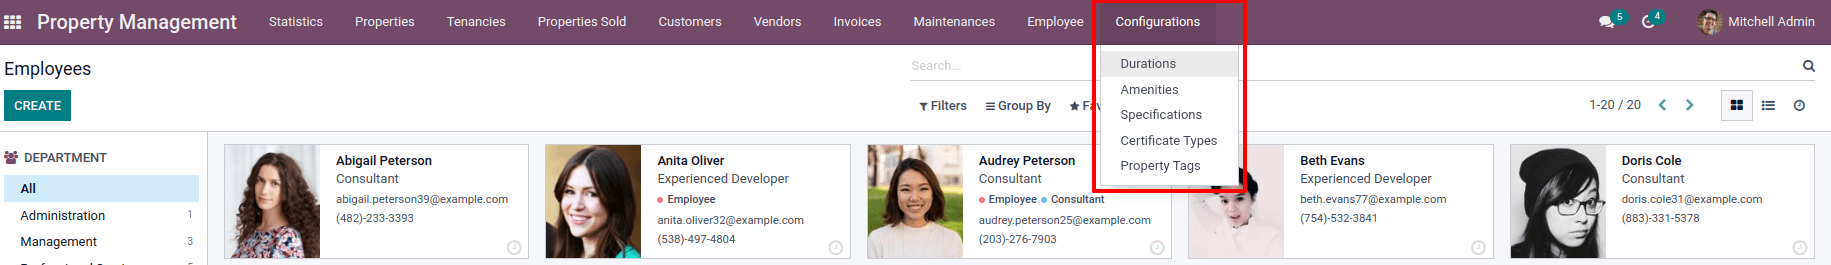 Property Management Statistics Properties Tenancies Properties Sold Customers Vendors Invoices Maintenances Employee Configurations 5 4 Mitchell Admin
Employees
Search...
CREATE
Filters Group By 1-20 / 20
Durations
Amenities
Specifications
Certificate Types
Property Tags
DEPARTMENT
All
Administration 1
Management 3
Abigail Peterson
Consultant
abigail.peterson39@example.com
(482)-233-3393
Anita Oliver
Experienced Developer
Employee
anita.oliver32@example.com
(538)-497-4804
Audrey Peterson
Consultant
Employee Consultant
audrey.peterson25@example.com
(203)-276-7903
Beth Evans
Experienced Developer
beth.evans77@example.com
(754)-532-3841
Doris Cole
Consultant
doris.cole31@example.com
(883)-331-5378